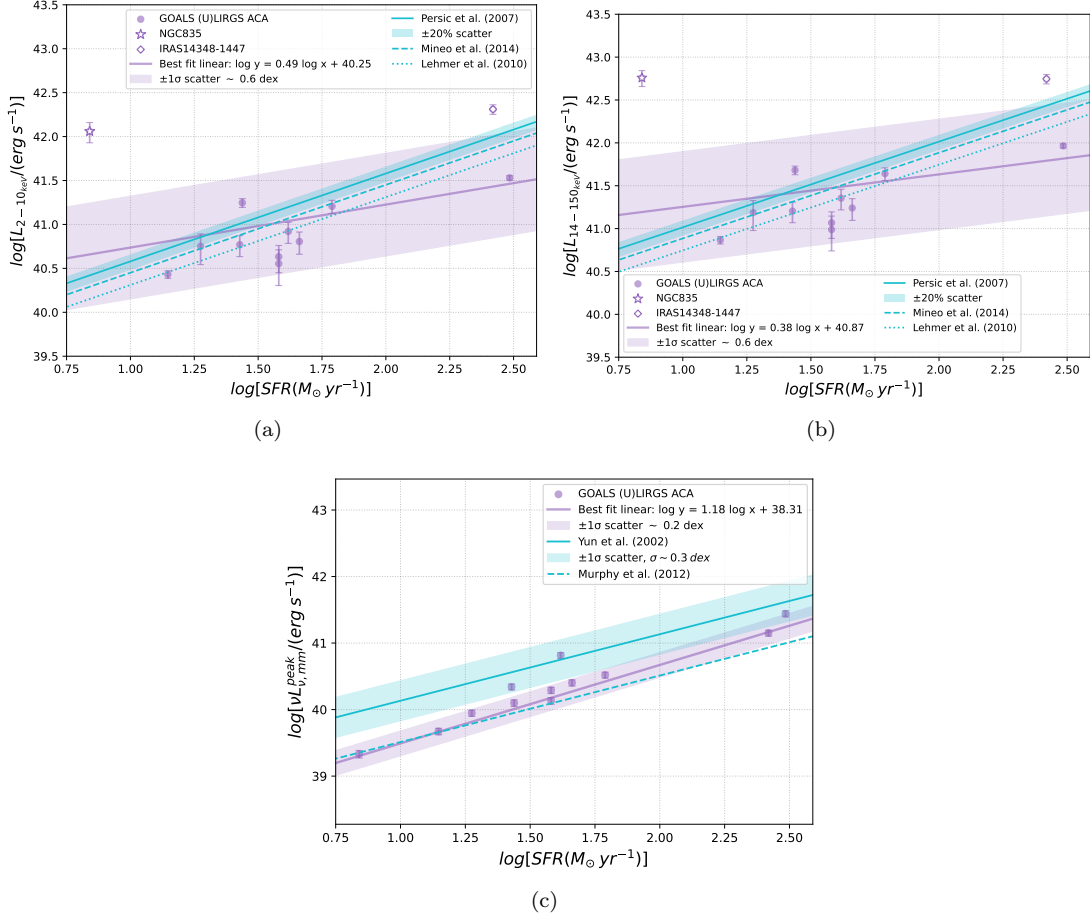 43.5
43.0
42.5
42.0
41.5
41.0
40.5
40.0
39.5
log[L2−10keV/(erg s−1)]
GOALS (U)LIRGS ACA
NGC835
IRAS14348-1447
Best fit linear: log y = 0.49 log x + 40.25
±1σ scatter ~ 0.6 dex
Persic et al. (2007)
±20% scatter
Mineo et al. (2014)
Lehmer et al. (2010)
0.75 1.00 1.25 1.50 1.75 2.00 2.25 2.50
log[SFR(M⊙ yr−1)]
(a)
43.5
43.0
42.5
42.0
41.5
41.0
40.5
40.0
39.5
log[L14−150keV/(erg s−1)]
GOALS (U)LIRGS ACA
NGC835
IRAS14348-1447
Best fit linear: log y = 0.38 log x + 40.87
±1σ scatter ~ 0.6 dex
Persic et al. (2007)
±20% scatter
Mineo et al. (2014)
Lehmer et al. (2010)
0.75 1.00 1.25 1.50 1.75 2.00 2.25 2.50
log[SFR(M⊙ yr−1)]
(b)
43
42
41
40
39
log[νLν,mm peak/(erg s−1)]
GOALS (U)LIRGS ACA
Best fit linear: log y = 1.18 log x + 38.31
±1σ scatter ~ 0.2 dex
Yun et al. (2002)
±1σ scatter, σ~0.3 dex
Murphy et al. (2012)
0.75 1.00 1.25 1.50 1.75 2.00 2.25 2.50
log[SFR(M⊙ yr−1)]
(c)